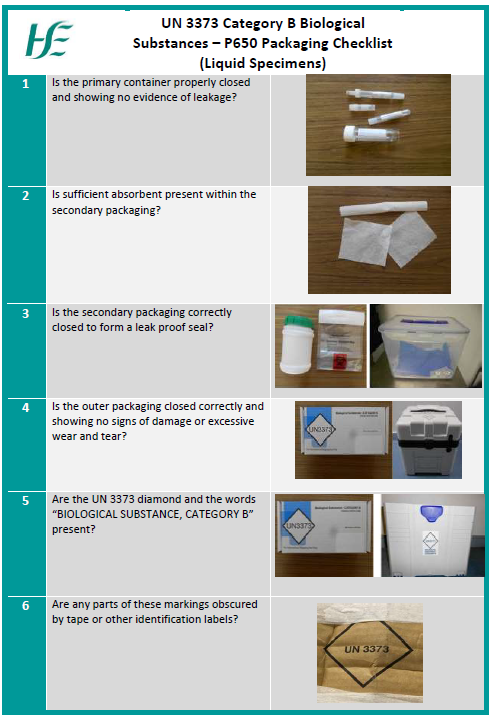 HSE
UN 3373 Category B Biological
Substances – P650 Packaging Checklist
(Liquid Specimens)
1
Is the primary container properly closed
and showing no evidence of leakage?
2
Is sufficient absorbent present within the
secondary packaging?
3
Is the secondary packaging correctly
closed to form a leak proof seal?
4
Is the outer packaging closed correctly and
showing no signs of damage or excessive
wear and tear?
UN3373
5
Are the UN 3373 diamond and the words
“BIOLOGICAL SUBSTANCE, CATEGORY B”
present?
UN3373
6
Are any parts of these markings obscured
by tape or other identification labels?
UN 3373